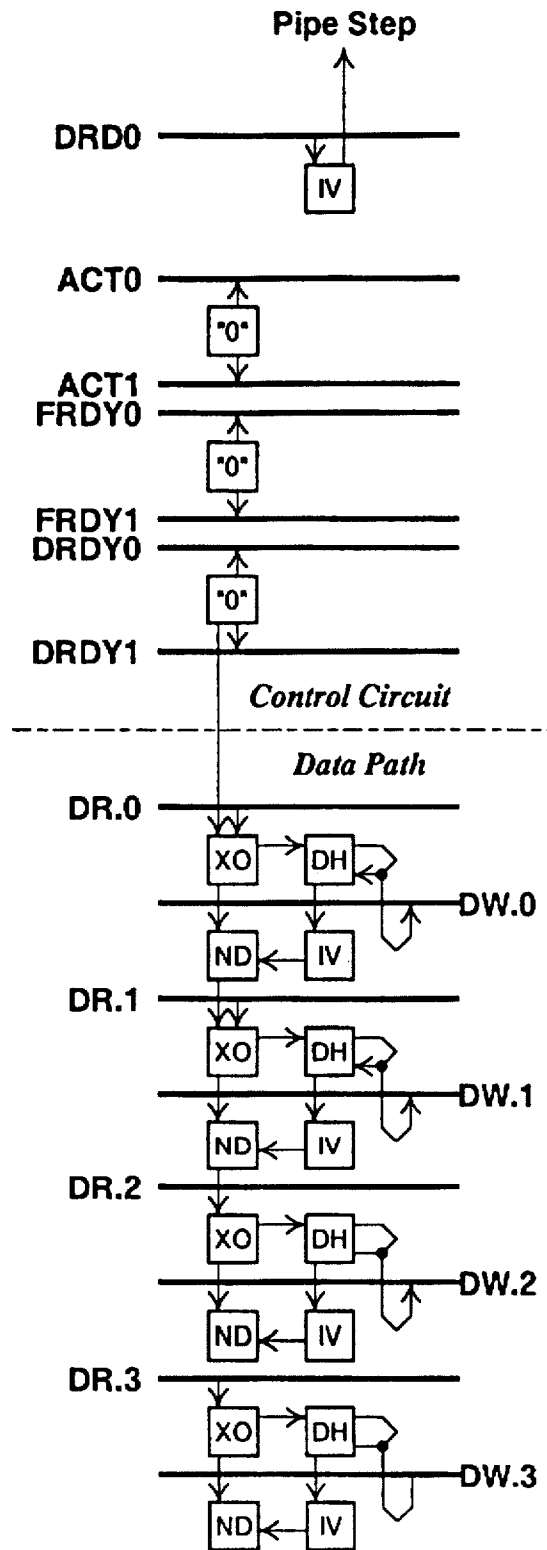 Pipe Step
DRD0
IV
ACT0
"0"
ACT1
FRDY0
"0"
FRDY1
DRDY0
"0"
DRDY1
Control Circuit
Data Path
DR.0
XO DH
DW.0
ND IV
DR.1
XO DH
DW.1
ND IV
DR.2
XO DH
DW.2
ND IV
DR.3
XO DH
DW.3
ND IV